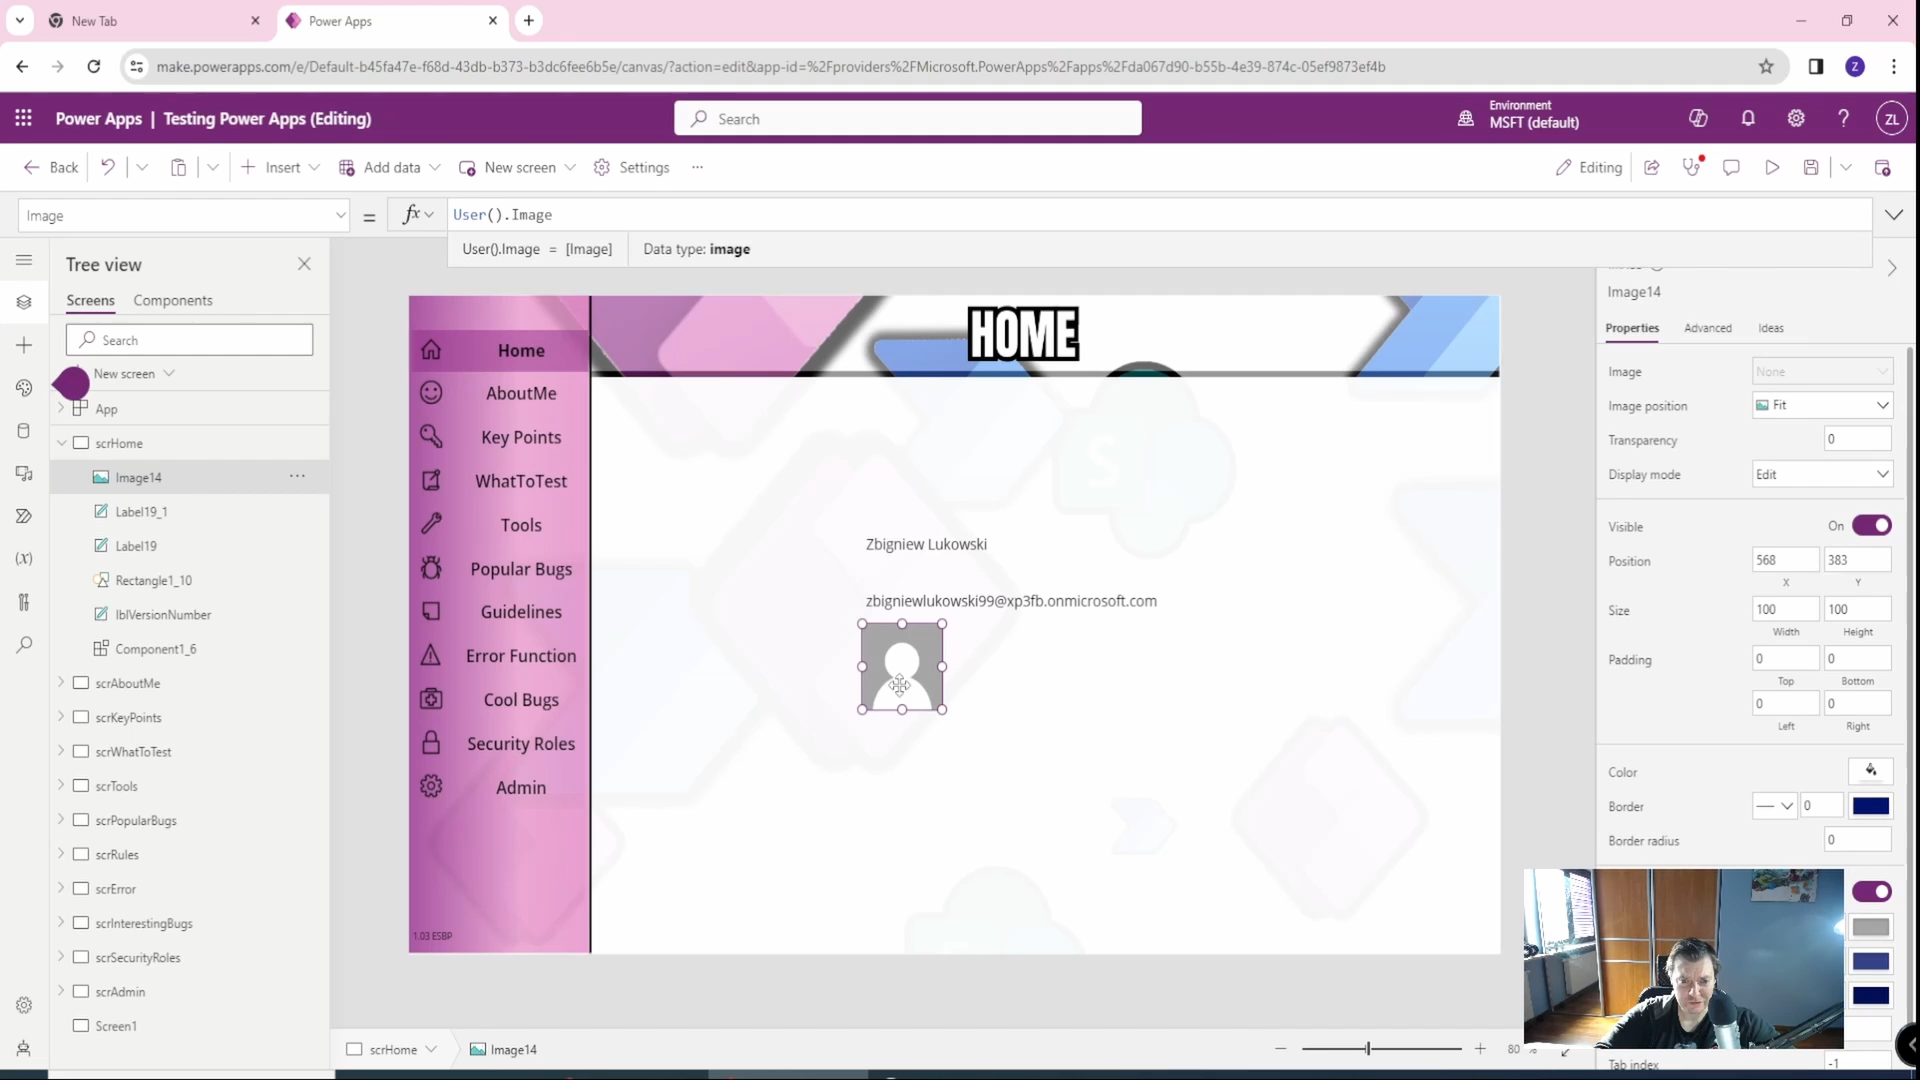 New Tab
Power Apps
make.powerapps.com/e/Default-b45fa47e-f68d-43db-b373-b3dc6fee6b5e/canvas/?action=edit&app-id=%2Fproviders%2FMicrosoft.PowerApps%2Fapps%2Fda067d90-b55b-4e39-874c-05ef9873ef4b
Z
Power Apps | Testing Power Apps (Editing)
Search
Environment
MSFT (default)
ZL
Back
Insert
Add data
New screen
Settings
Editing
Image
= fx
User().Image
User().Image = [Image]
Data type: image
Tree view
Screens
Components
Search
New screen
App
scrHome
Image14
Label19_1
Label19
Rectangle1_10
lblVersionNumber
Component1_6
scrAboutMe
scrKeyPoints
scrWhatToTest
scrTools
scrPopularBugs
scrRules
scrError
scrInterestingBugs
scrSecurityRoles
scrAdmin
Screen1
HOME
Home
AboutMe
Key Points
WhatToTest
Tools
Popular Bugs
Guidelines
Error Function
Cool Bugs
Security Roles
Admin
1.03 ESBP
S
Zbigniew Lukowski
zbigniewlukowski99@xp3fb.onmicrosoft.com
Image14
Properties
Advanced
Ideas
Image
None
Image position
Fit
Transparency
0
Display mode
Edit
Visible
On
Position
568
383
X
Y
Size
100
100
Width
Height
Padding
0
0
Top
Bottom
0
0
Left
Right
Color
Border
0
Border radius
0
Tab index
-1
scrHome
Image14
80 %